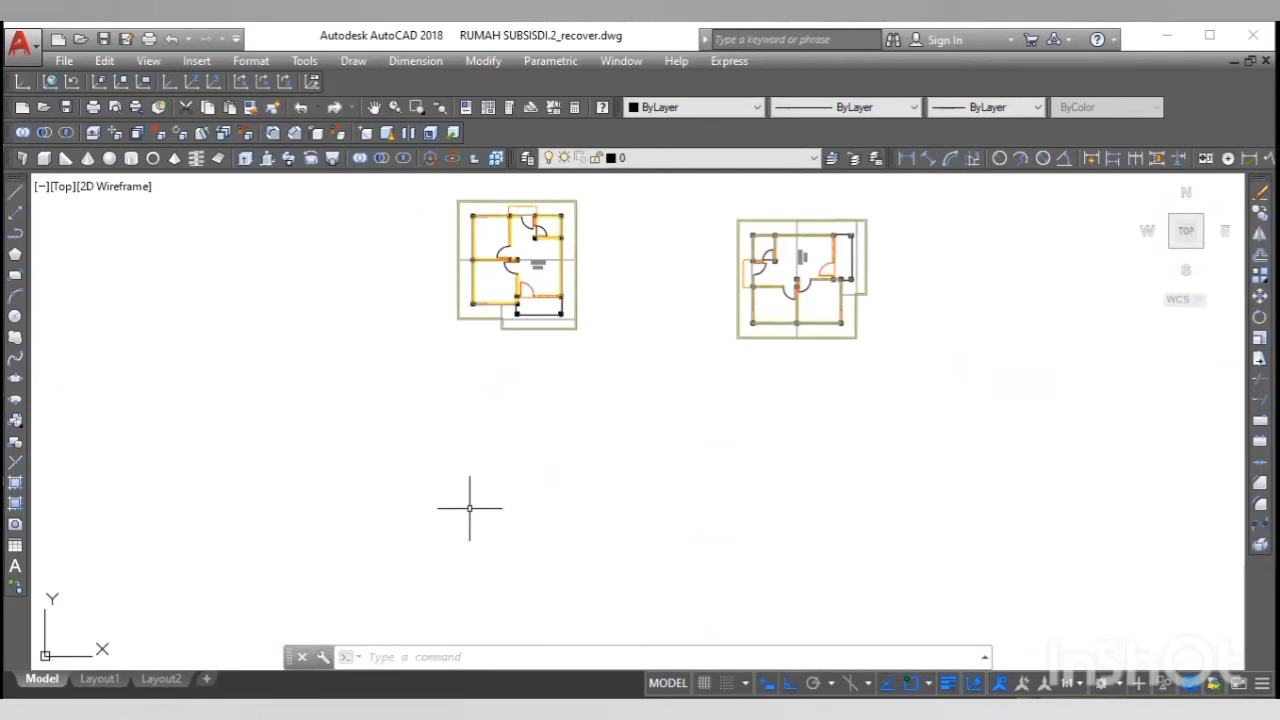 Autodesk AutoCAD 2018 RUMAH SUBSISDI.2_recover.dwg
Type a keyword or phrase
Sign In
File Edit View Insert Format Tools Draw Dimension Modify Parametric Window Help Express
ByLayer ByLayer ByLayer ByColor
0
[−][Top][2D Wireframe]
N
W TOP E
S
WCS
Y
X
Type a command
Model Layout1 Layout2 +
MODEL 1:1
A
InShOt